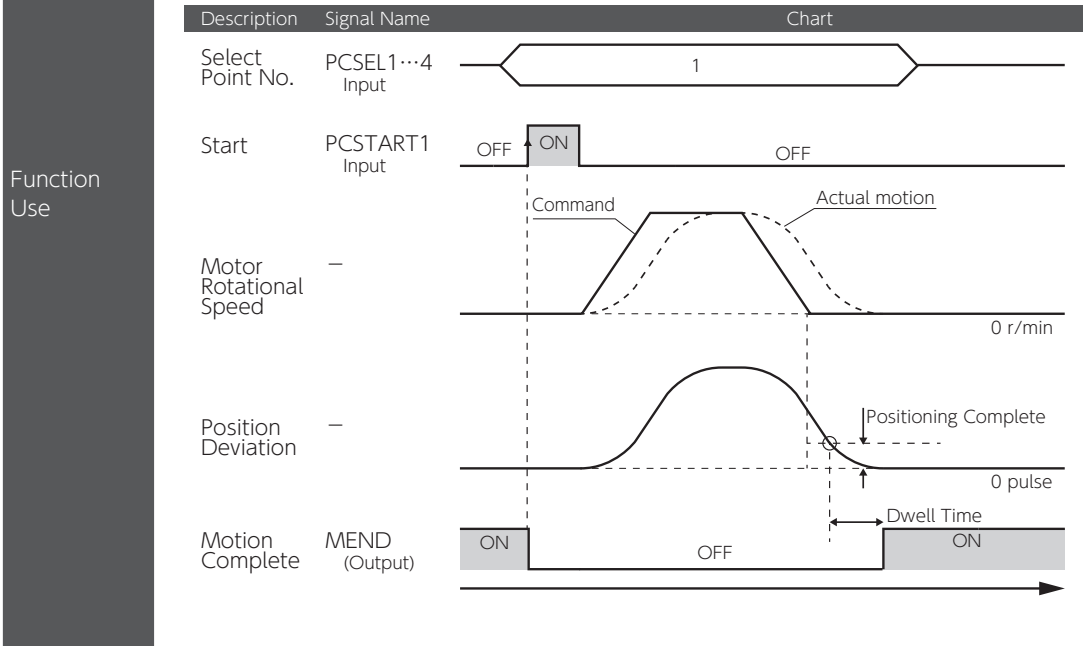 Function
Use
Description Signal Name Chart
Select
Point No.
PCSEL1⋯4
Input
1
Start
PCSTART1
Input
OFF
ON
OFF
Command
Actual motion
Motor
Rotational
Speed
–
0 r/min
Position
Deviation
–
Positioning Complete
0 pulse
Dwell Time
Motion
Complete
MEND
(Output)
ON
OFF
ON